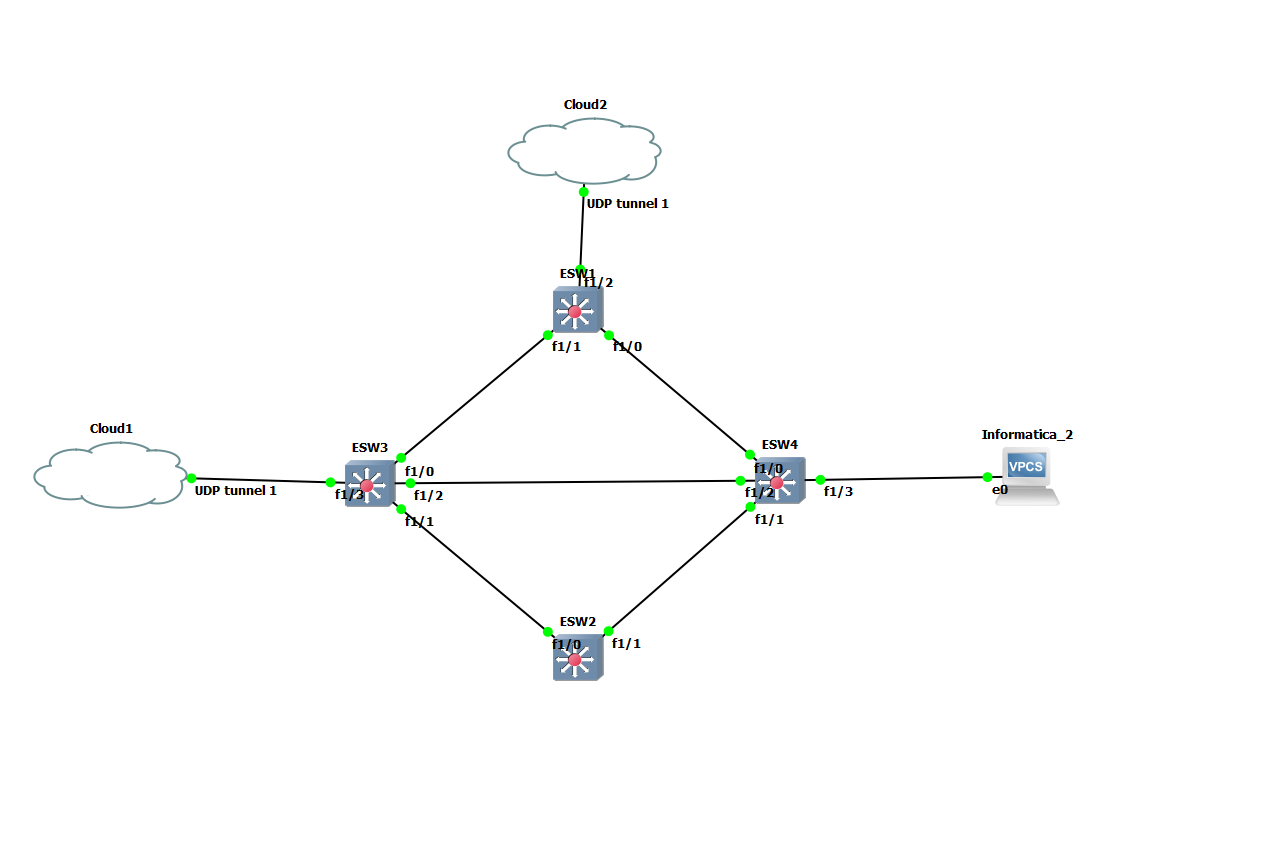 Cloud2
UDP tunnel 1
ESW1
f1/2
f1/1
f1/0
Cloud1
UDP tunnel 1
ESW3
f1/3
f1/0
f1/2
f1/1
ESW4
f1/0
f1/2
f1/3
f1/1
Informatica_2
VPCS
e0
ESW2
f1/0
f1/1